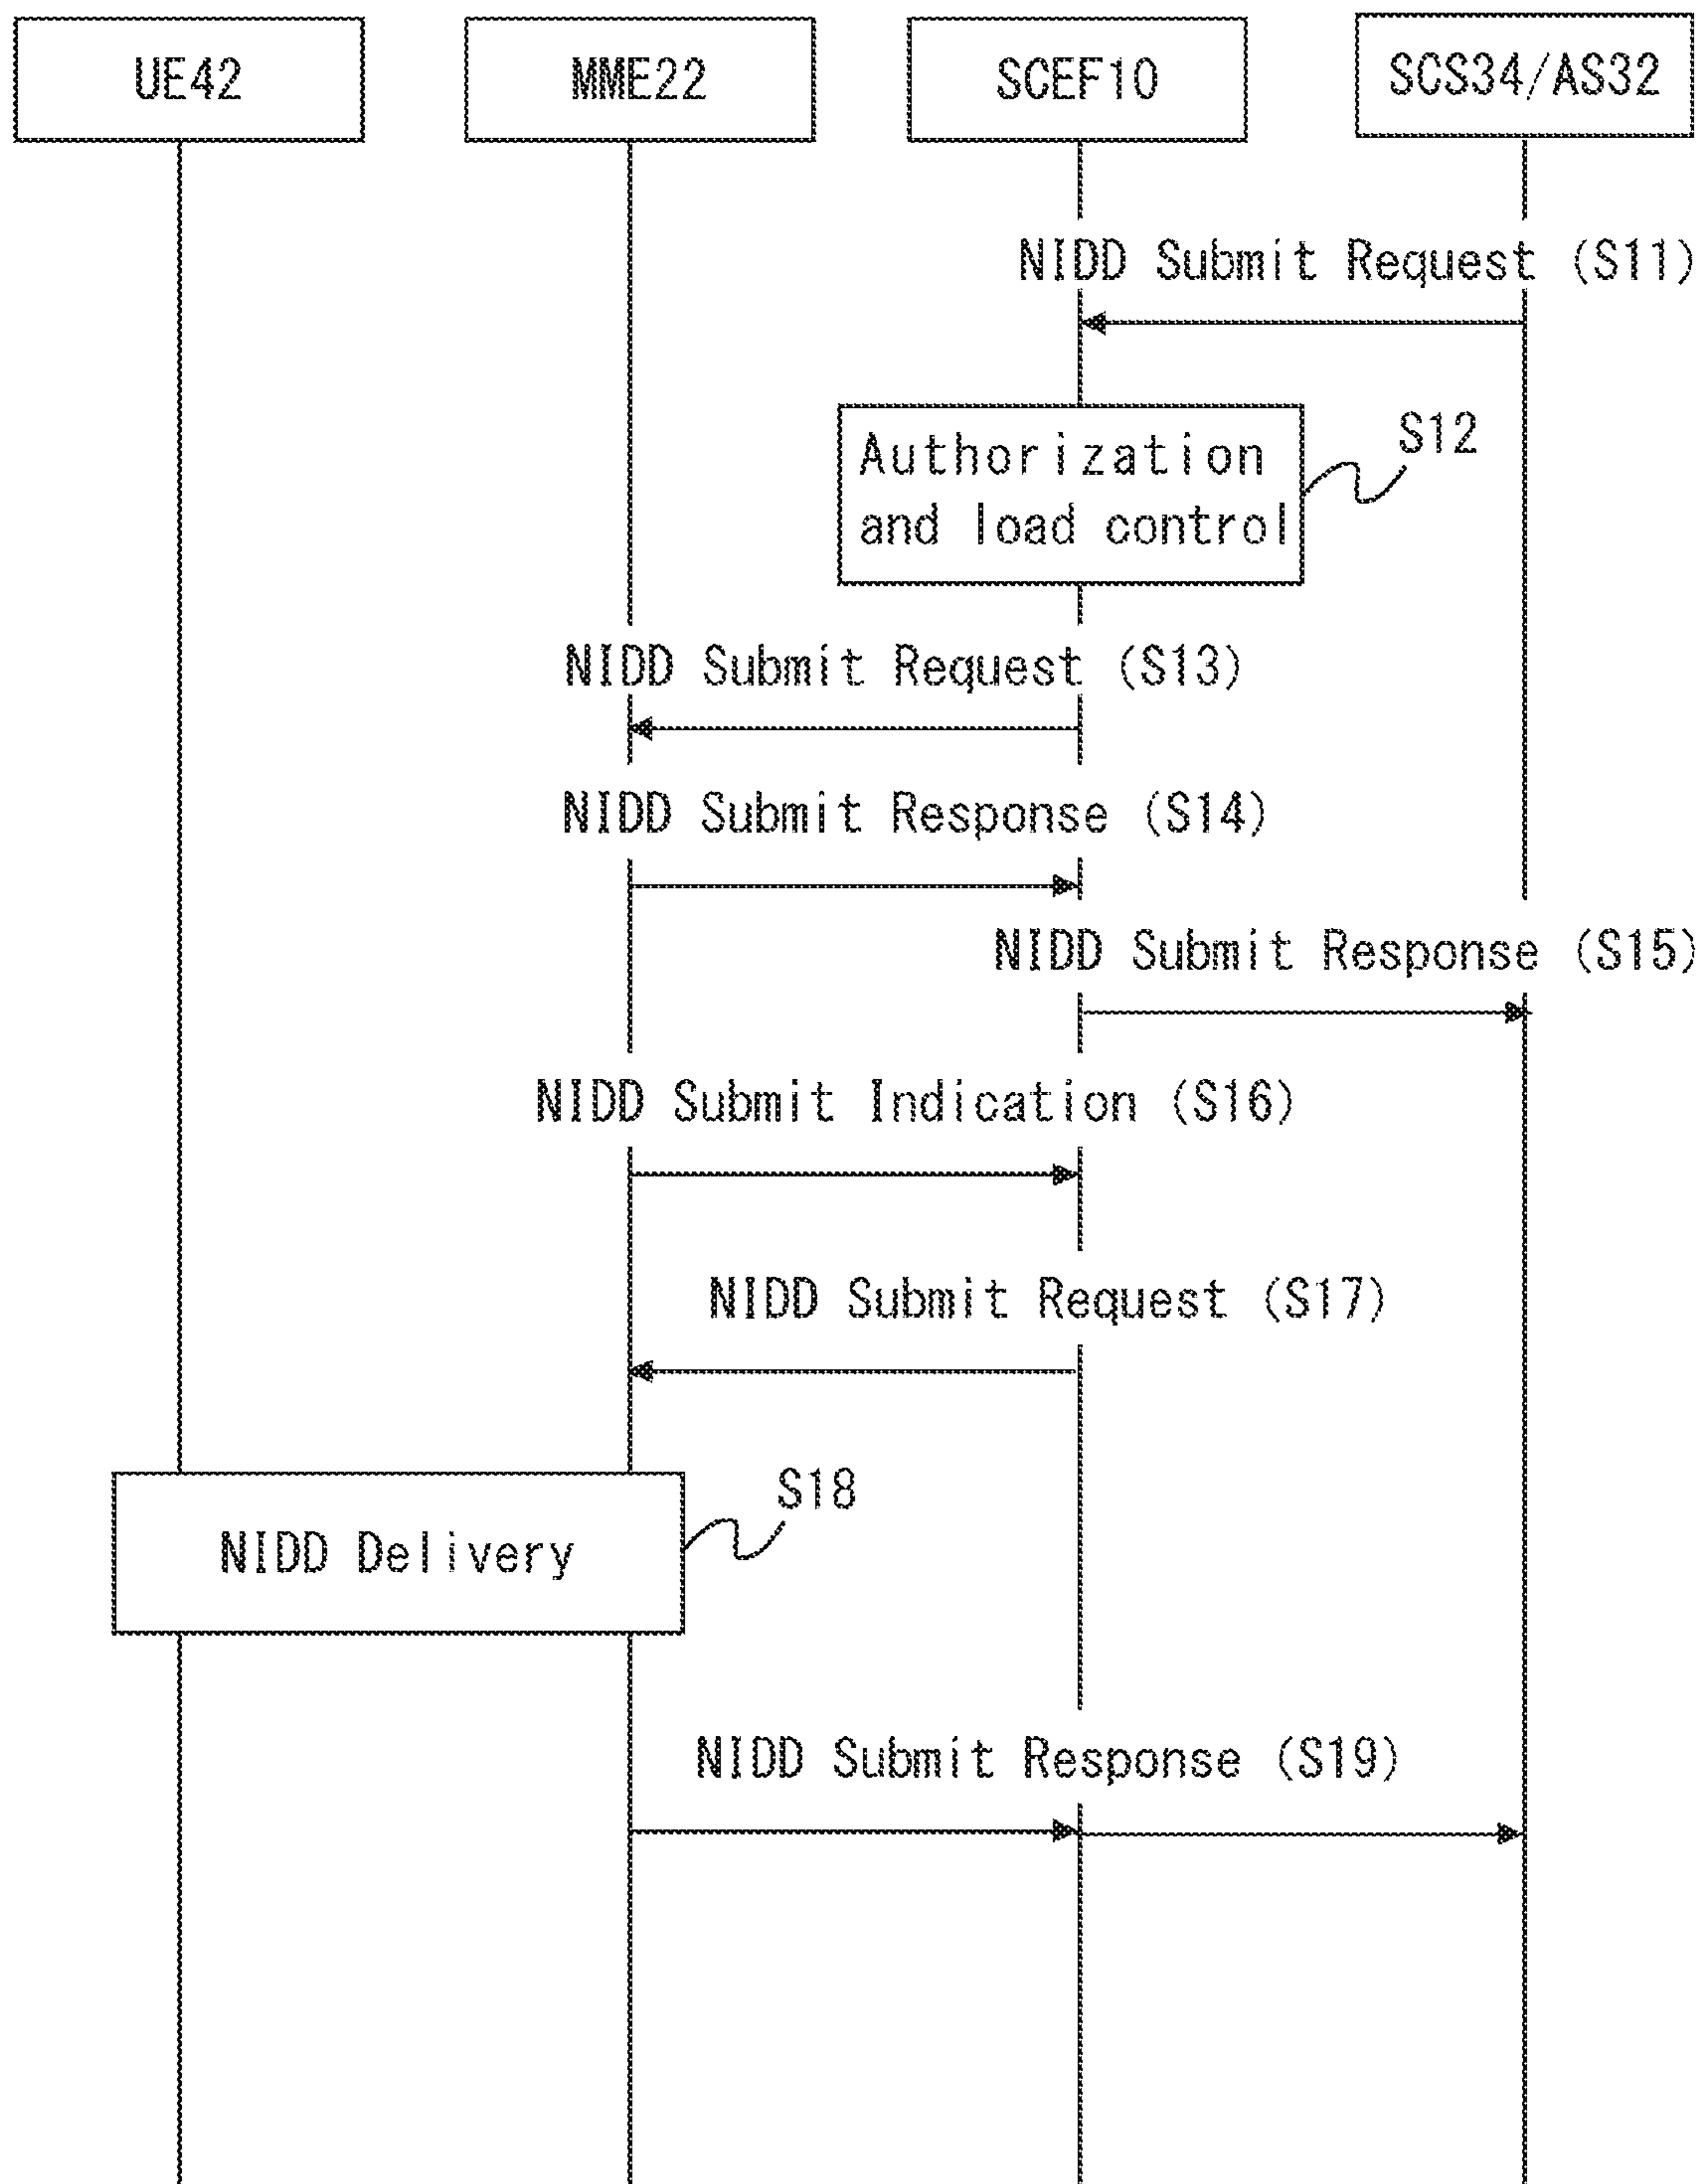 UE42
MME22
SCEF10
SCS34/AS32
NIDD Submit Request (S11)
Authorization
and load control
S12
NIDD Submit Request (S13)
NIDD Submit Response (S14)
NIDD Submit Response (S15)
NIDD Submit Indication (S16)
NIDD Submit Request (S17)
S18
NIDD Delivery
NIDD Submit Response (S19)